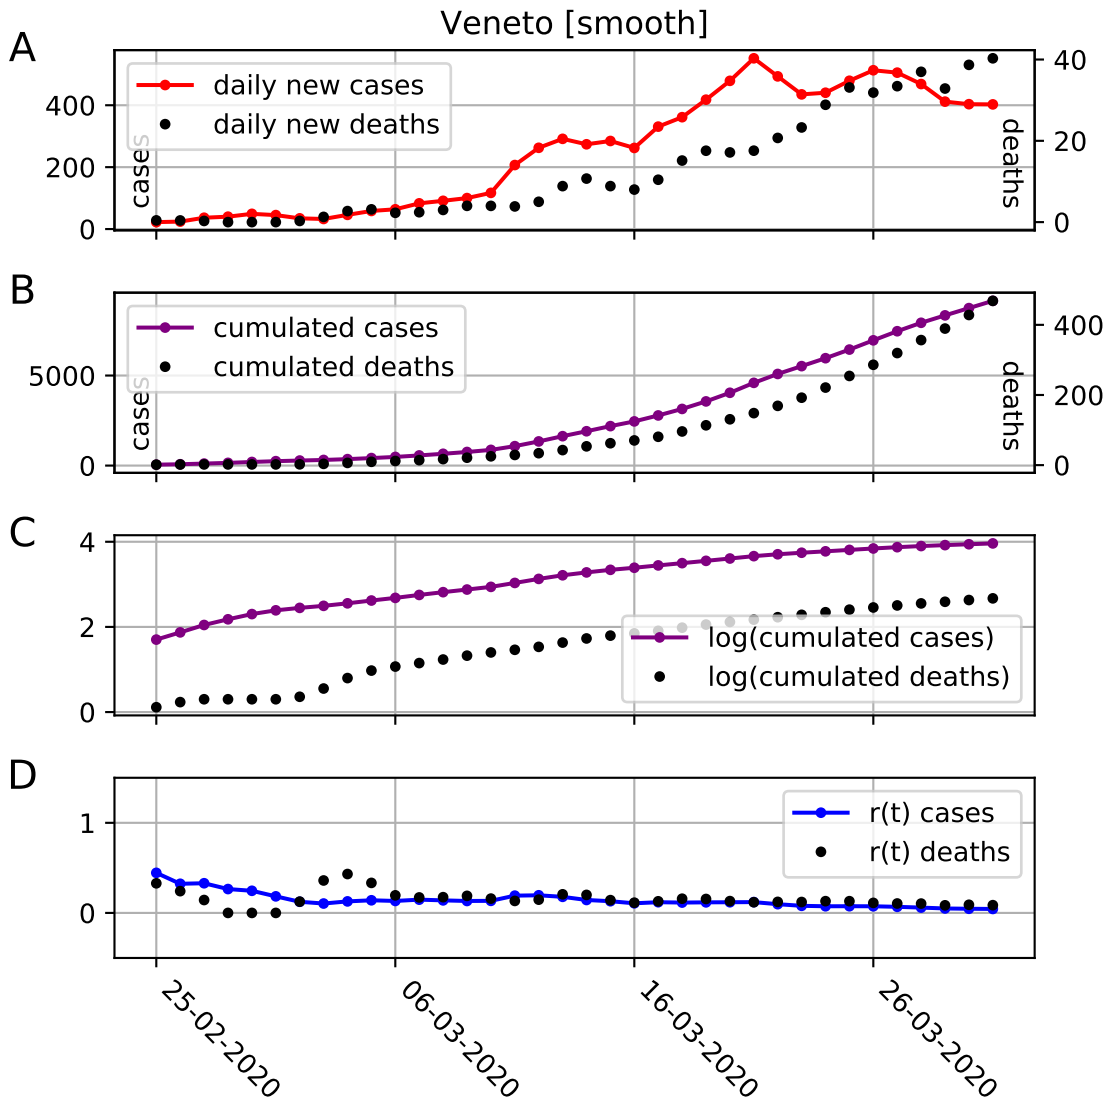 Veneto [smooth]
A
daily new cases
daily new deaths
400
200
0
cases
40
20
0
deaths
B
cumulated cases
cumulated deaths
5000
0
cases
400
200
0
deaths
C
4
2
0
log(cumulated cases)
log(cumulated deaths)
D
1
0
r(t) cases
r(t) deaths
25-02-2020
06-03-2020
16-03-2020
26-03-2020